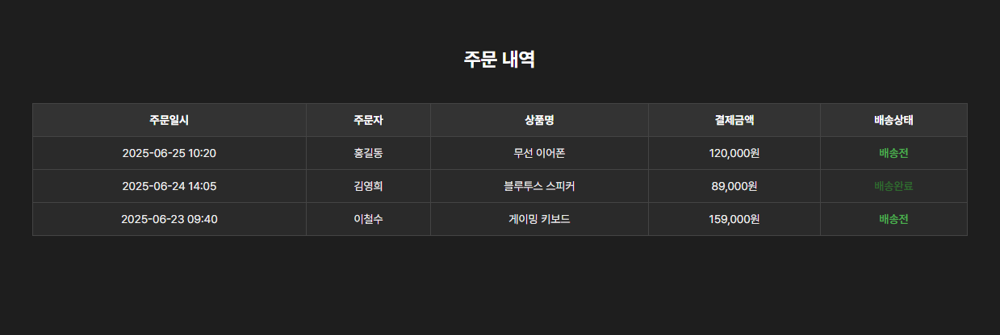 주문 내역
주문일시 주문자 상품명 결제금액 배송상태
2025-06-25 10:20 홍길동 무선 이어폰 120,000원 배송전
2025-06-24 14:05 김영희 블루투스 스피커 89,000원 배송완료
2025-06-23 09:40 이철수 게이밍 키보드 159,000원 배송전